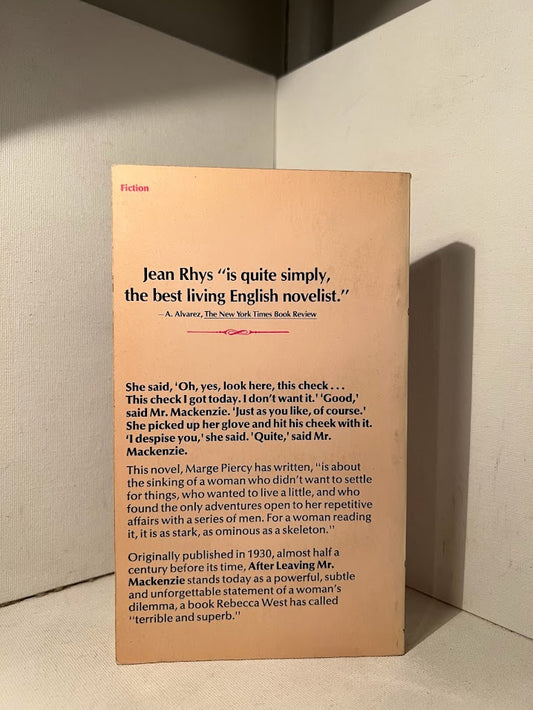 Fiction
Jean Rhys “is quite simply,
the best living English novelist.”
—A. Alvarez, The New York Times Book Review
She said, 'Oh, yes, look here, this check . . .
This check I got today. I don't want it.' 'Good,'
said Mr. Mackenzie. 'Just as you like, of course.'
She picked up her glove and hit his cheek with it.
'I despise you,' she said. 'Quite,' said Mr.
Mackenzie.
This novel, Marge Piercy has written, "is about
the sinking of a woman who didn't want to settle
for things, who wanted to live a little, and who
found the only adventures open to her repetitive
affairs with a series of men. For a woman reading
it, it is as stark, as ominous as a skeleton."
Originally published in 1930, almost half a
century before its time, After Leaving Mr.
Mackenzie stands today as a powerful, subtle
and unforgettable statement of a woman's
dilemma, a book Rebecca West has called
"terrible and superb."